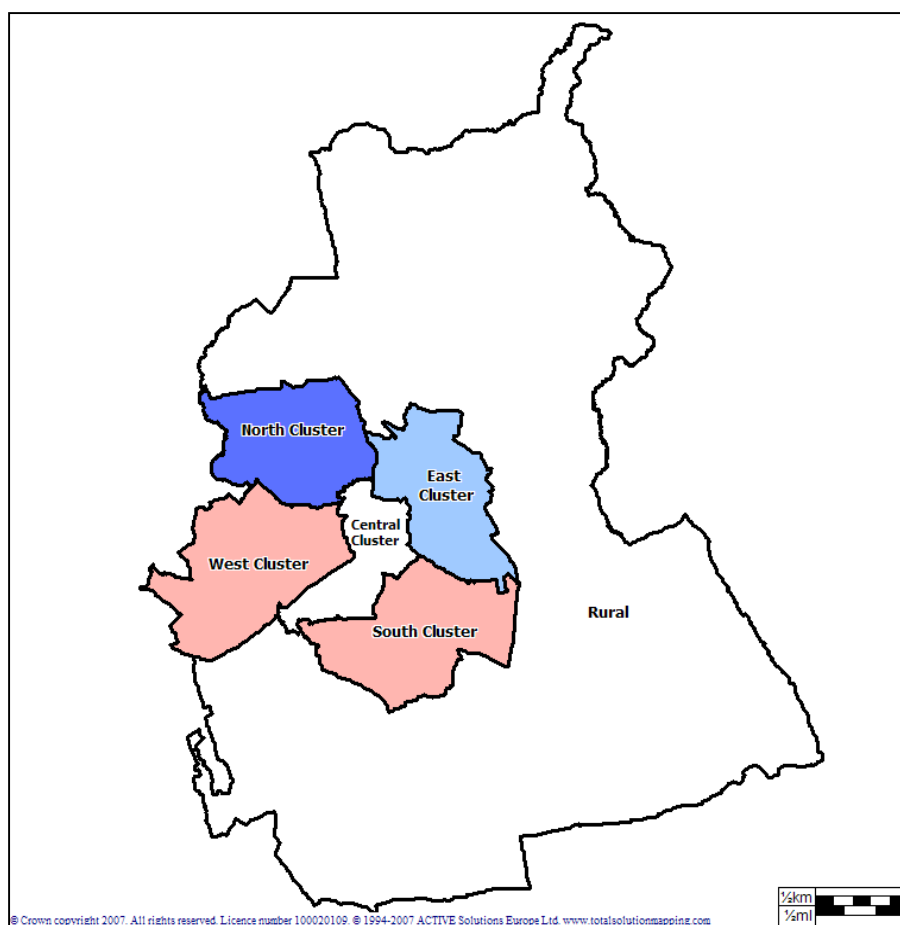 North Cluster
East
Cluster
Central
Cluster
West Cluster
Rural
South Cluster
½km
½ml
© Crown copyright 2007. All rights reserved. Licence number 100020109. © 1994-2007 ACTIVE Solutions Europe Ltd. www.totalsolutionmapping.com